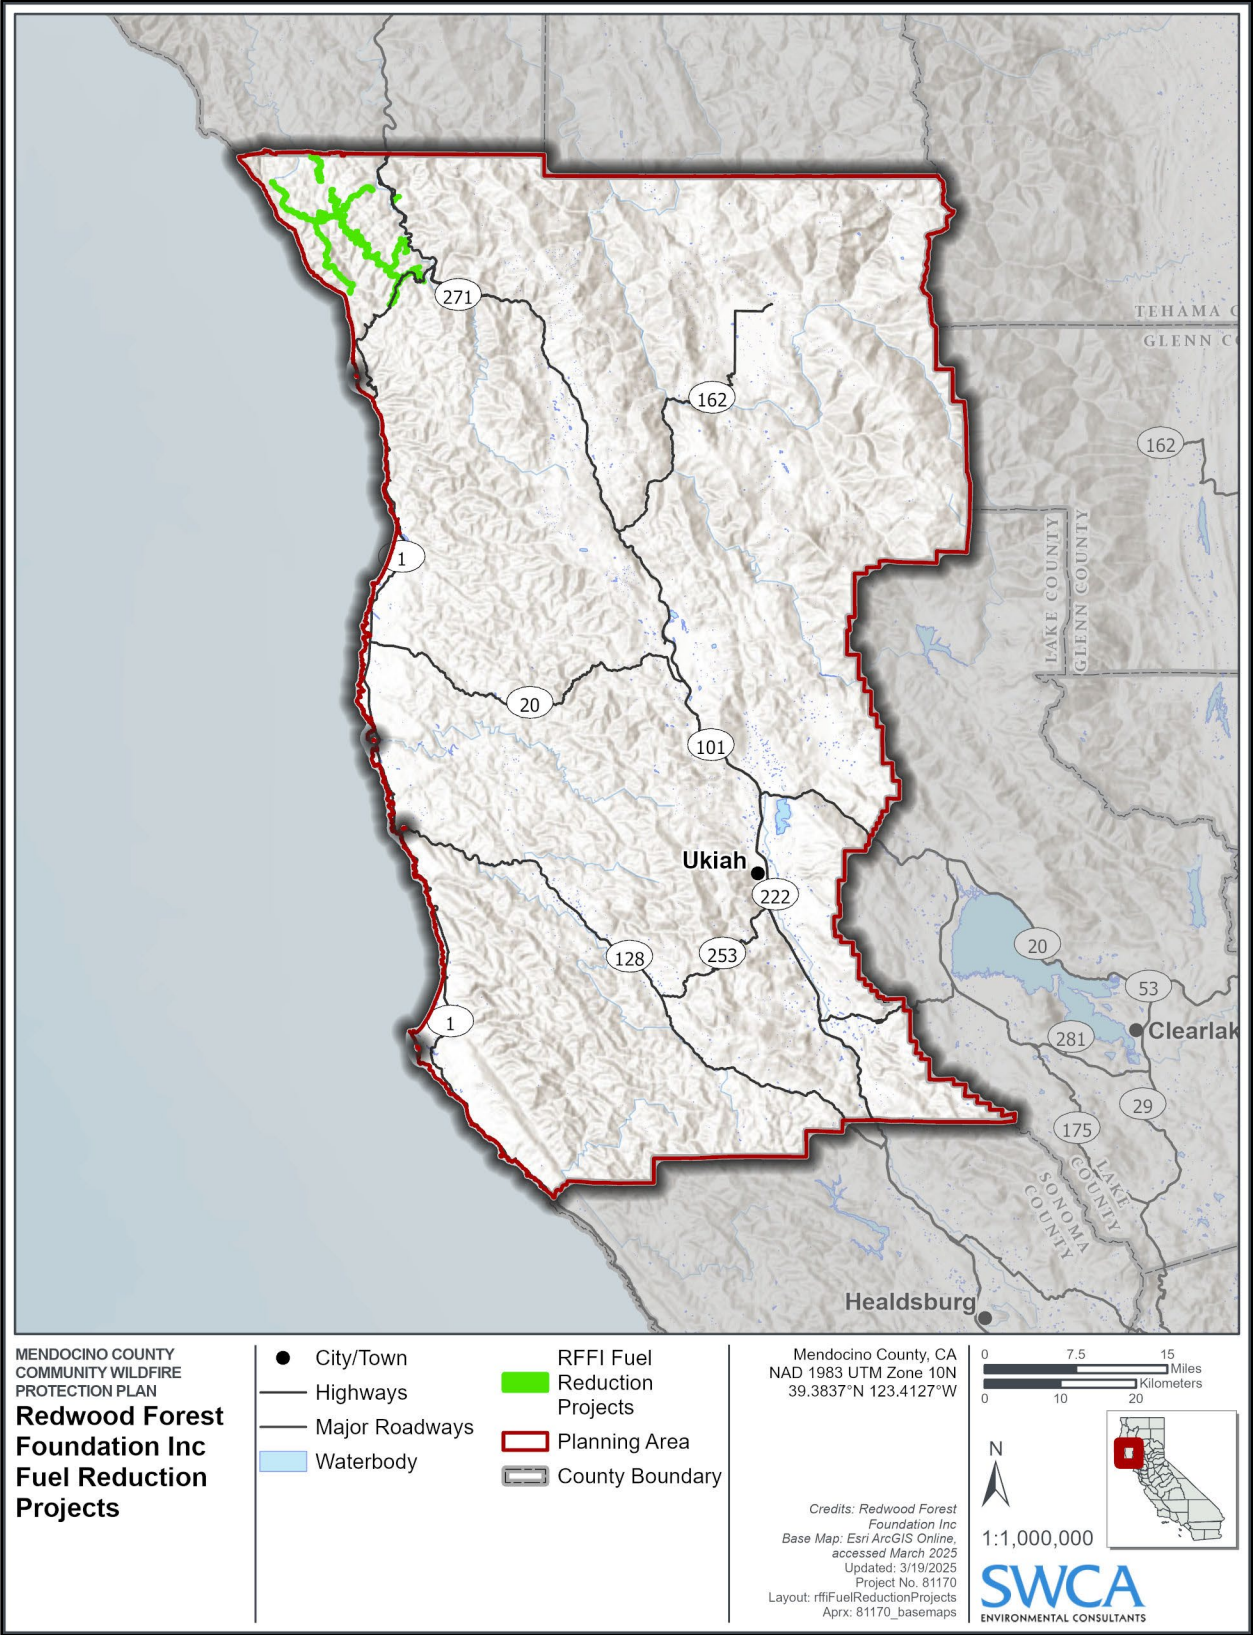 271
TEHAMA C
GLENN C
162
162
LAKE COUNTY
GLENN COUNTY
1
20
101
Ukiah
222
128
253
20
53
1
281
Clearlak
29
175
LAKE
COUNTY
SONOMA
COUNTY
Healdsburg
MENDOCINO COUNTY
COMMUNITY WILDFIRE
PROTECTION PLAN
Redwood Forest
Foundation Inc
Fuel Reduction
Projects
City/Town
Highways
Major Roadways
Waterbody
RFFI Fuel
Reduction
Projects
Planning Area
County Boundary
Mendocino County, CA
NAD 1983 UTM Zone 10N
39.3837°N 123.4127°W
Credits: Redwood Forest
Foundation Inc
Base Map: Esri ArcGIS Online,
accessed March 2025
Updated: 3/19/2025
Project No. 81170
Layout: rffiFuelReductionProjects
Aprx: 81170_basemaps
0 7.5 15
Miles
Kilometers
0 10 20
N
1:1,000,000
SWCA
ENVIRONMENTAL CONSULTANTS